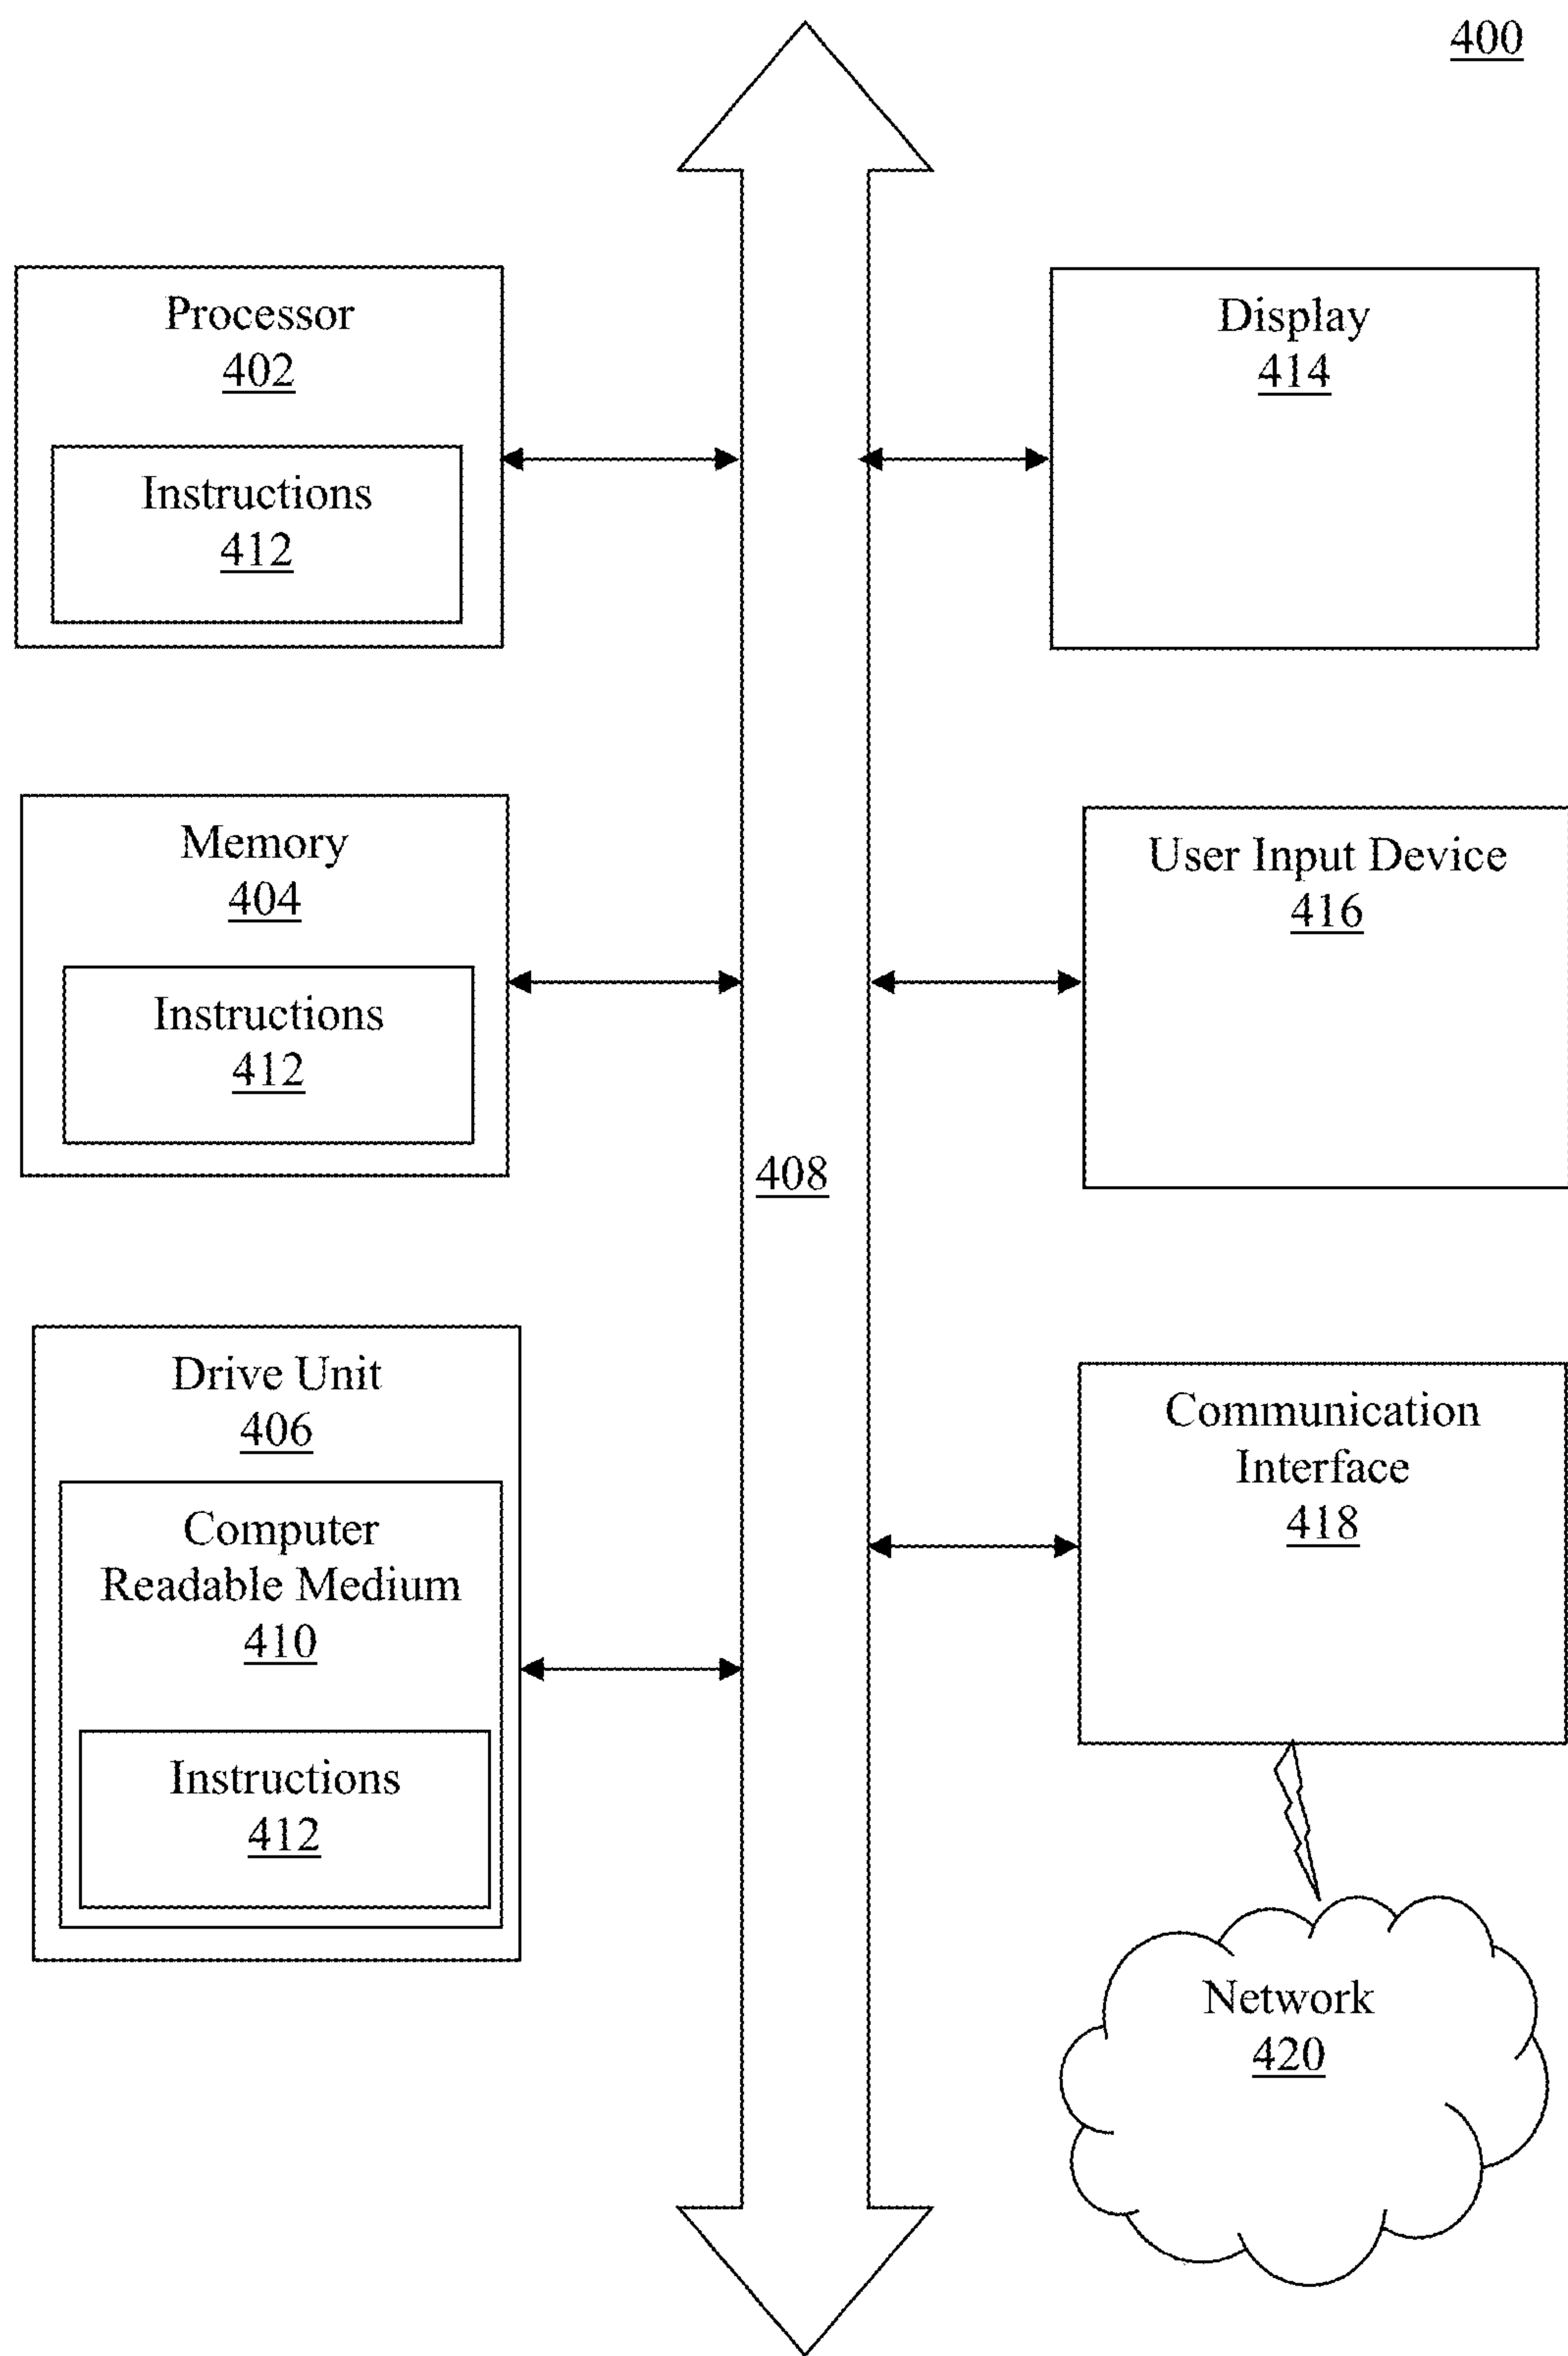 400
Processor
402
Instructions
412
Display
414
Memory
404
Instructions
412
User Input Device
416
408
Drive Unit
406
Computer
Readable Medium
410
Instructions
412
Communication
Interface
418
Network
420